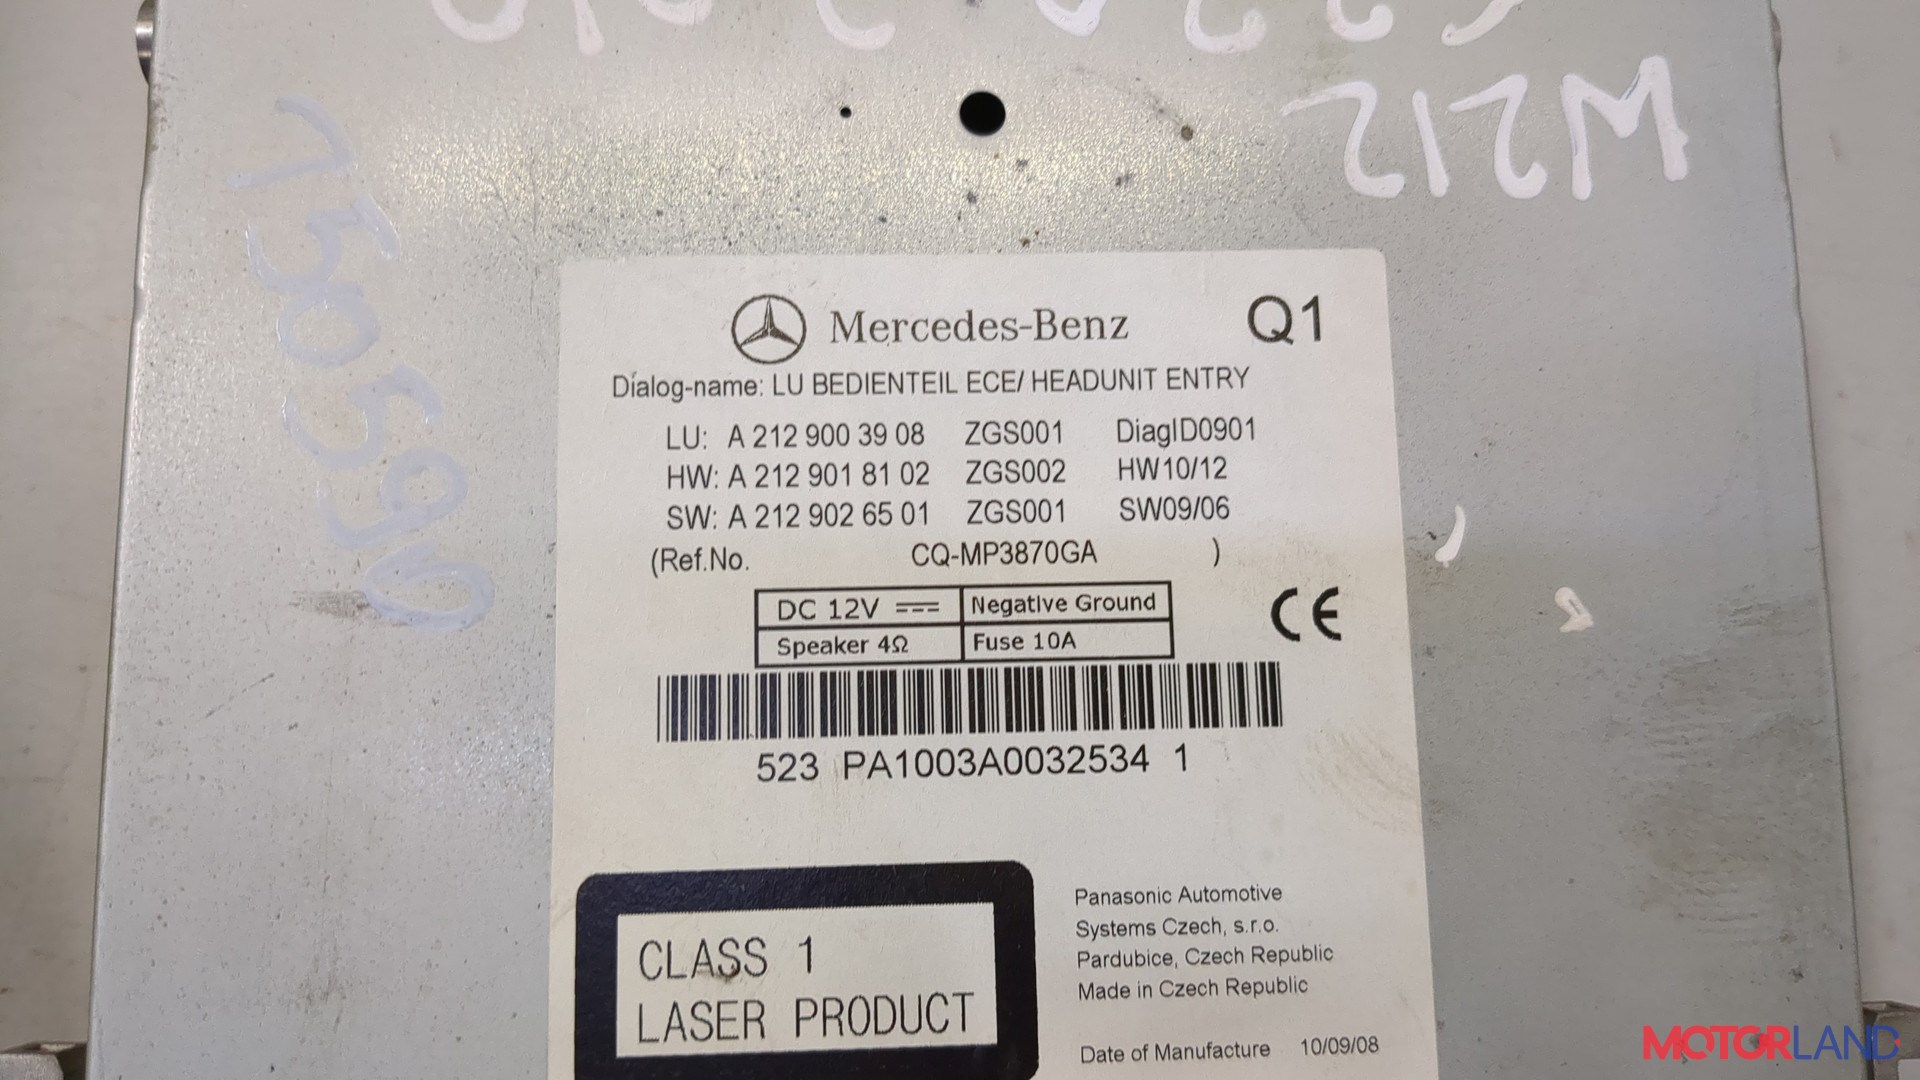 W212
750590
Mercedes-Benz Q1
Dialog-name: LU BEDIENTEIL ECE/ HEADUNIT ENTRY
LU: A 212 900 39 08 ZGS001 DiagID0901
HW: A 212 901 81 02 ZGS002 HW10/12
SW: A 212 902 65 01 ZGS001 SW09/06
(Ref.No. CQ-MP3870GA )
DC 12V Negative Ground
Speaker 4Ω Fuse 10A
CE
523 PA1003A0032534 1
CLASS 1
LASER PRODUCT
Panasonic Automotive
Systems Czech, s.r.o.
Pardubice, Czech Republic
Made in Czech Republic
Date of Manufacture 10/09/08
MOTORLAND